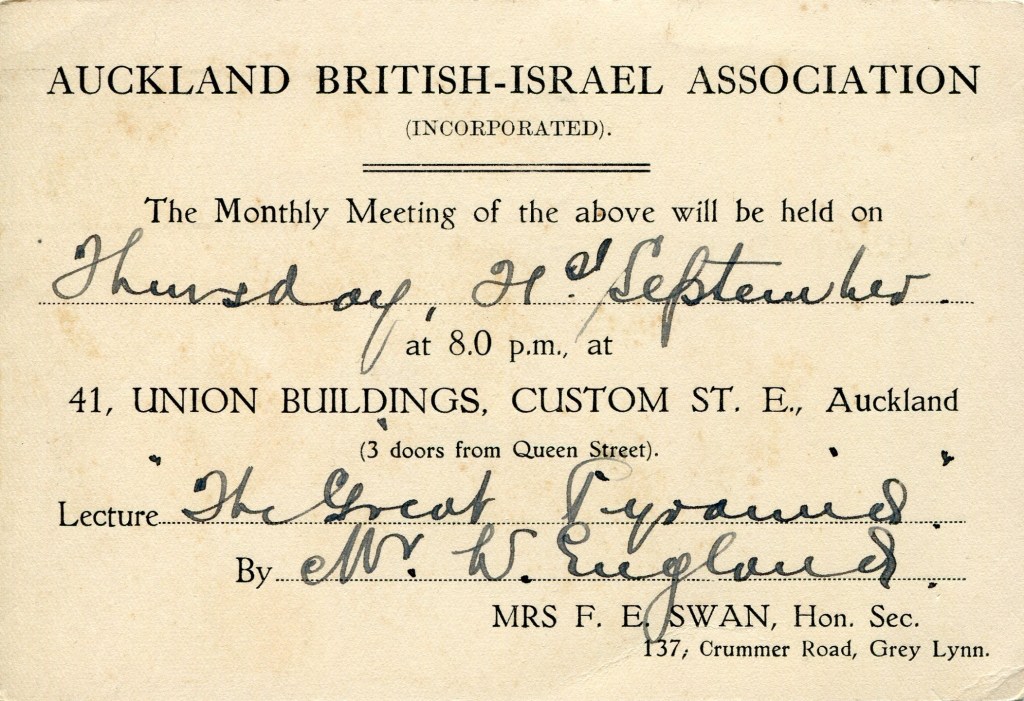 AUCKLAND BRITISH-ISRAEL ASSOCIATION
(INCORPORATED).
The Monthly Meeting of the above will be held on
Thursday, 21st September.
at 8.0 p.m., at
41, UNION BUILDINGS, CUSTOM ST. E., Auckland
(3 doors from Queen Street).
Lecture "The Great Pyramid."
By Mr. W. England.
MRS F. E. SWAN, Hon. Sec.
137, Crummer Road, Grey Lynn.